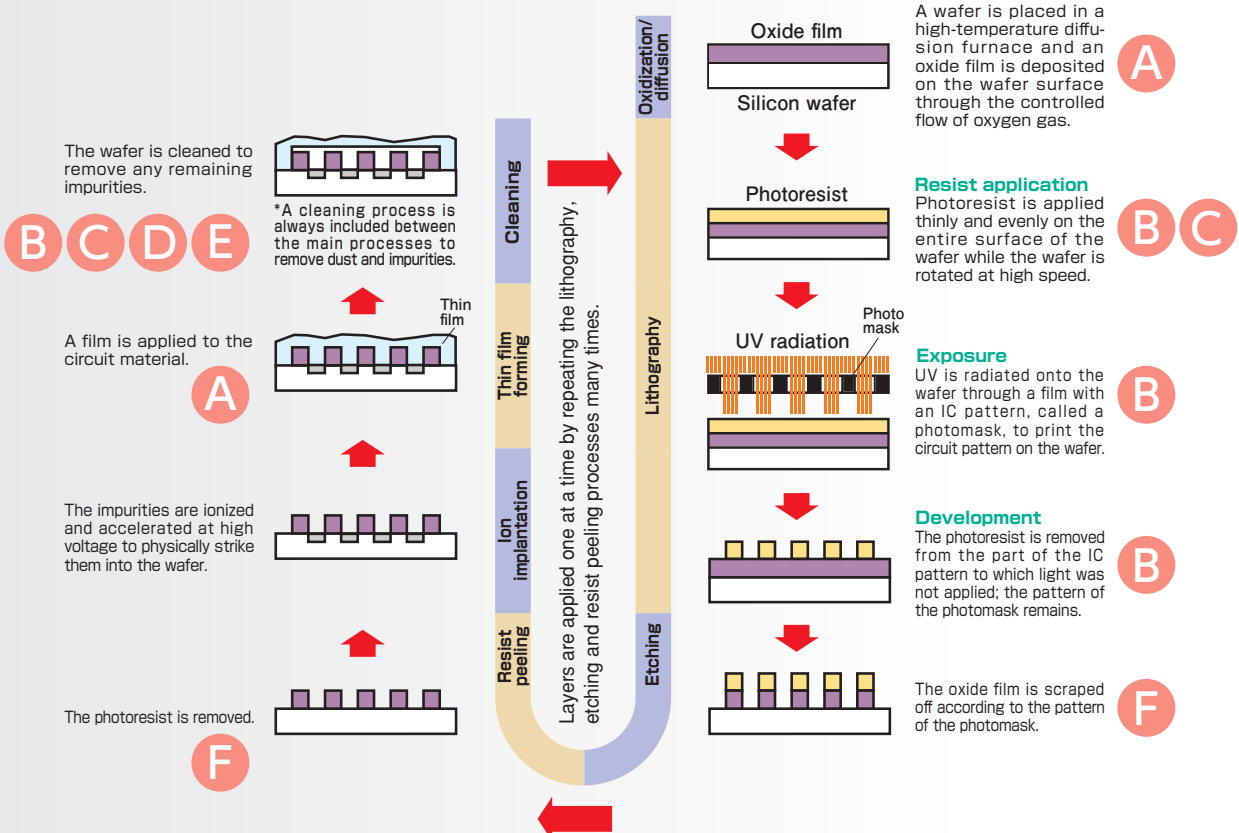 Oxidization/
diffusion
Oxide film
Silicon wafer
A wafer is placed in a
high-temperature diffu-
sion furnace and an
oxide film is deposited
on the wafer surface
through the controlled
flow of oxygen gas.
A
Lithography
Photoresist
Resist application
Photoresist is applied
thinly and evenly on the
entire surface of the
wafer while the wafer is
rotated at high speed.
B C
UV radiation
Photo
mask
Exposure
UV is radiated onto the
wafer through a film with
an IC pattern, called a
photomask, to print the
circuit pattern on the wafer.
B
Development
The photoresist is removed
from the part of the IC
pattern to which light was
not applied; the pattern of
the photomask remains.
B
Etching
The oxide film is scraped
off according to the pattern
of the photomask.
F
Layers are applied one at a time by repeating the lithography,
etching and resist peeling processes many times.
Resist
peeling
The photoresist is removed.
F
Ion
implantation
The impurities are ionized
and accelerated at high
voltage to physically strike
them into the wafer.
Thin film
forming
A film is applied to the
circuit material.
A
Thin
film
Cleaning
The wafer is cleaned to
remove any remaining
impurities.
B C D E
*A cleaning process is
always included between
the main processes to
remove dust and impurities.